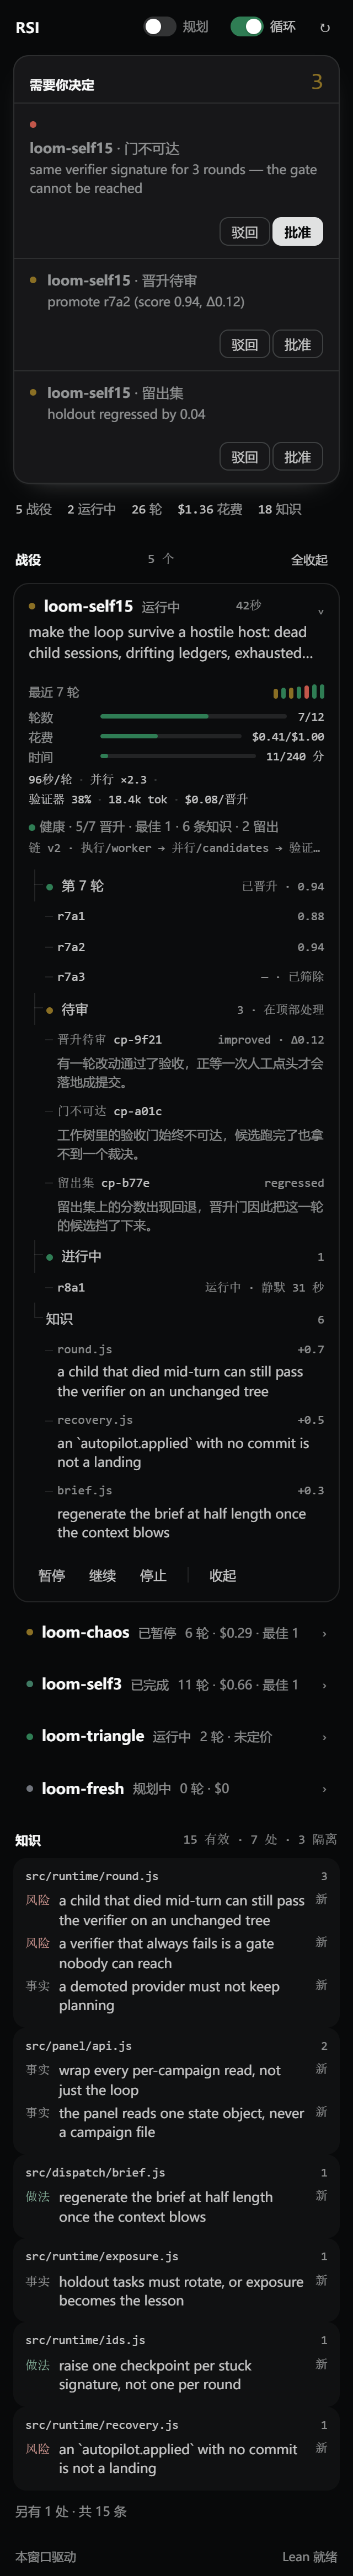 RSI 规划 循环 ↻
需要你决定 3
loom-self15 · 门不可达
same verifier signature for 3 rounds — the gate
cannot be reached
驳回 批准
loom-self15 · 晋升待审
promote r7a2 (score 0.94, Δ0.12)
驳回 批准
loom-self15 · 留出集
holdout regressed by 0.04
驳回 批准
5 战役 2 运行中 26 轮 $1.36 花费 18 知识
战役 5 个 全收起
loom-self15 运行中 42秒 ˅
make the loop survive a hostile host: dead
child sessions, drifting ledgers, exhausted…
最近 7 轮
轮数 7/12
花费 $0.41/$1.00
时间 11/240 分
96秒/轮 · 并行 ×2.3 ·
验证器 38% · 18.4k tok · $0.08/晋升
健康 · 5/7 晋升 · 最佳 1 · 6 条知识 · 2 留出
链 v2 · 执行/worker → 并行/candidates → 验证…
第 7 轮 已晋升 · 0.94
r7a1 0.88
r7a2 0.94
r7a3 — · 已筛除
待审 3 · 在顶部处理
晋升待审 cp-9f21 improved · Δ0.12
有一轮改动通过了验收，正等一次人工点头才会
落地成提交。
门不可达 cp-a01c
工作树里的验收门始终不可达，候选跑完了也拿
不到一个裁决。
留出集 cp-b77e regressed
留出集上的分数出现回退，晋升门因此把这一轮
的候选挡了下来。
进行中 1
r8a1 运行中 · 静默 31 秒
知识 6
round.js +0.7
a child that died mid-turn can still pass
the verifier on an unchanged tree
recovery.js +0.5
an `autopilot.applied` with no commit is
not a landing
brief.js +0.3
regenerate the brief at half length once
the context blows
暂停 继续 停止 收起
loom-chaos 已暂停 6 轮 · $0.29 · 最佳 1 ›
loom-self3 已完成 11 轮 · $0.66 · 最佳 1 ›
loom-triangle 运行中 2 轮 · 未定价 ›
loom-fresh 规划中 0 轮 · $0 ›
知识 15 有效 · 7 处 · 3 隔离
src/runtime/round.js 3
风险 a child that died mid-turn can still pass 新
the verifier on an unchanged tree
风险 a verifier that always fails is a gate 新
nobody can reach
事实 a demoted provider must not keep 新
planning
src/panel/api.js 2
事实 wrap every per-campaign read, not 新
just the loop
事实 the panel reads one state object, never 新
a campaign file
src/dispatch/brief.js 1
做法 regenerate the brief at half length 新
once the context blows
src/runtime/exposure.js 1
事实 holdout tasks must rotate, or exposure 新
becomes the lesson
src/runtime/ids.js 1
做法 raise one checkpoint per stuck 新
signature, not one per round
src/runtime/recovery.js 1
风险 an `autopilot.applied` with no commit 新
is not a landing
另有 1 处 · 共 15 条
本窗口驱动 Lean 就绪